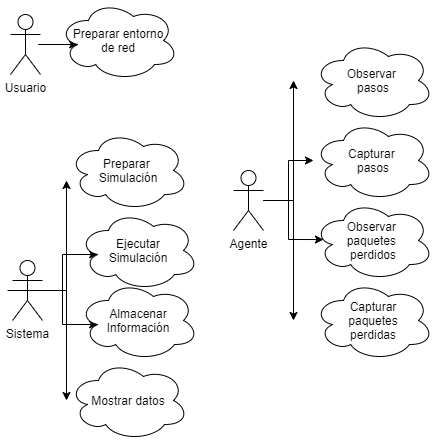 Preparar entorno
de red
Usuario
Preparar
Simulación
Ejecutar
Simulación
Almacenar
Información
Mostrar datos
Sistema
Observar
pasos
Capturar
pasos
Observar
paquetes
perdidos
Capturar
paquetes
perdidas
Agente